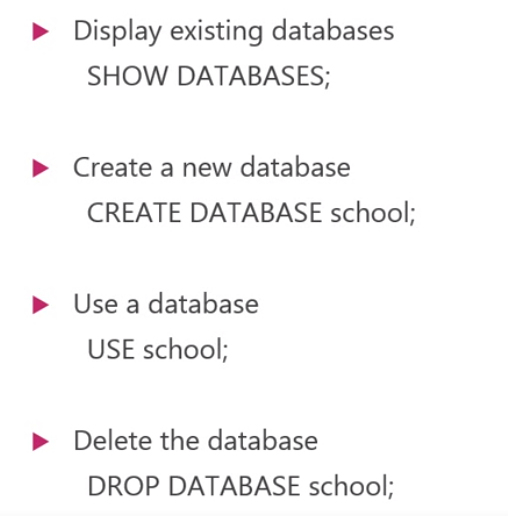 Display existing databases
SHOW DATABASES;
Create a new database
CREATE DATABASE school;
Use a database
USE school;
Delete the database
DROP DATABASE school;